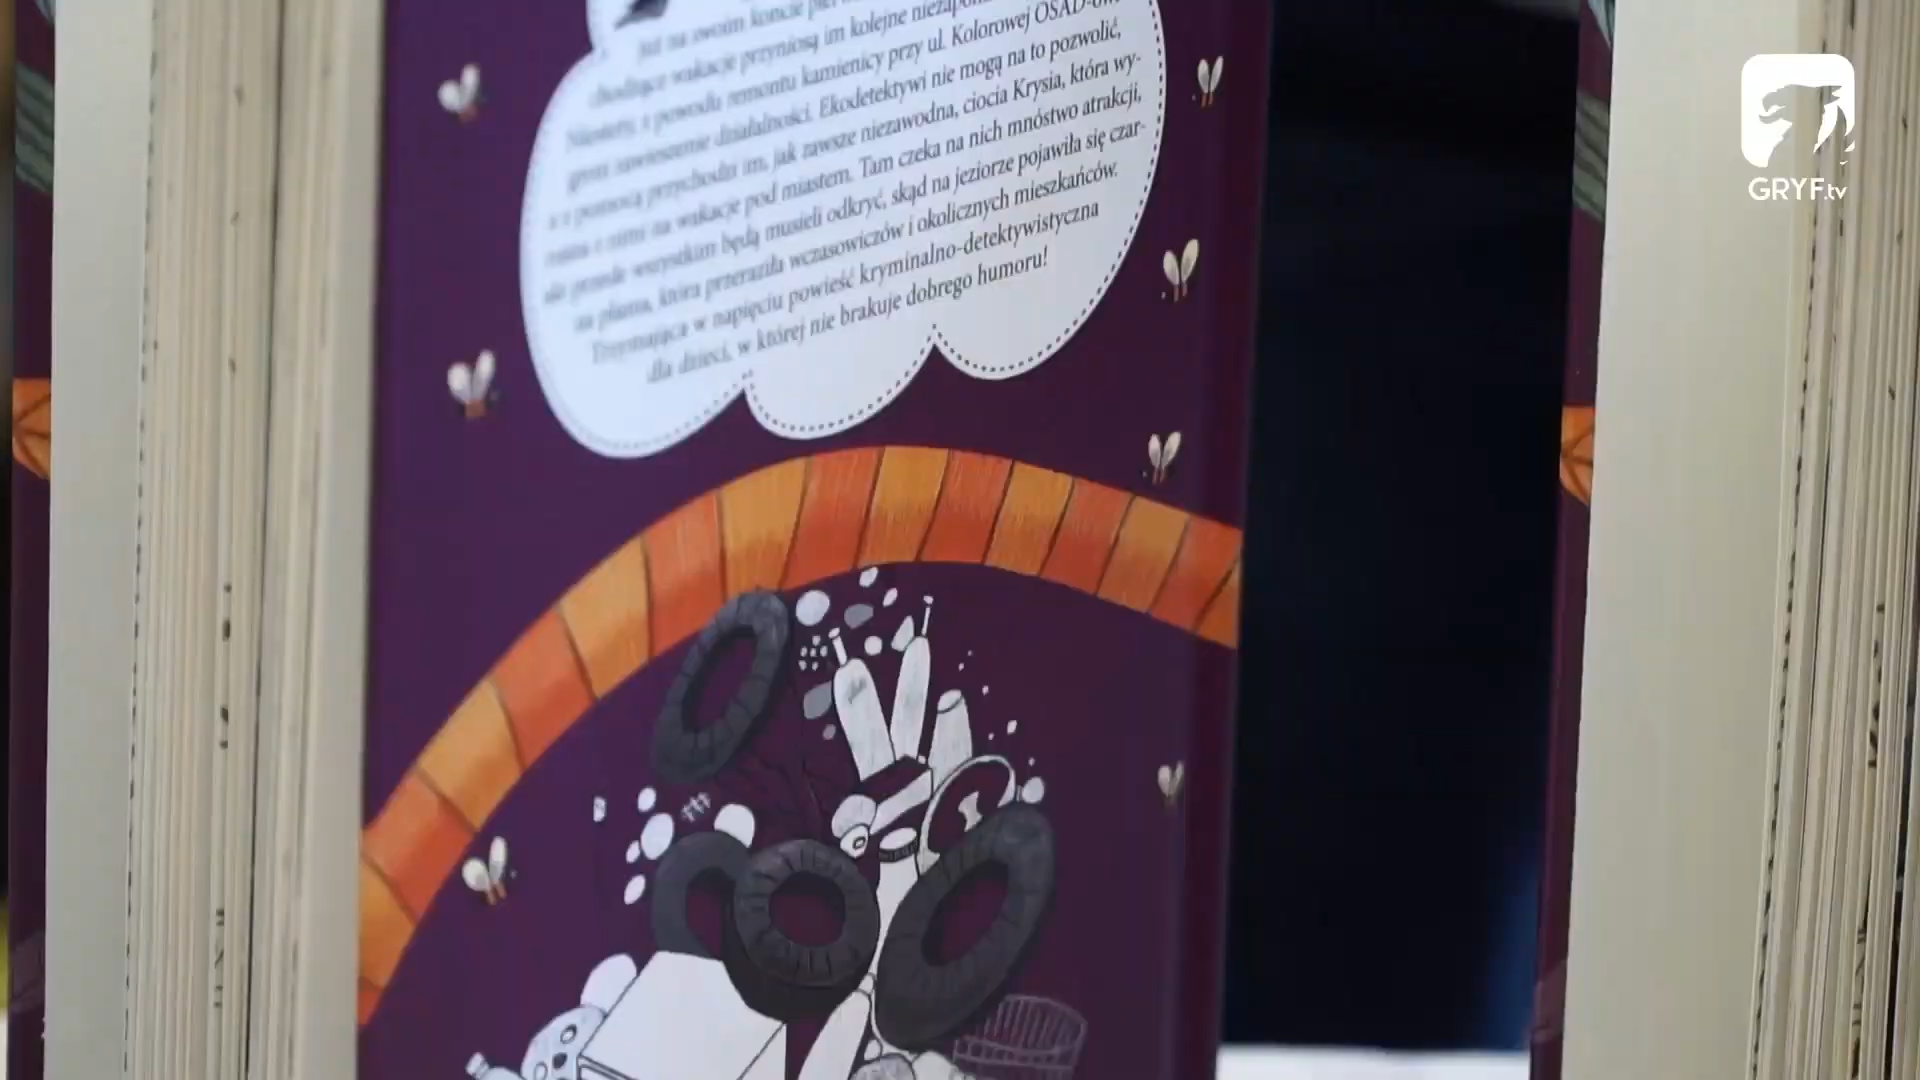 już na swoim koncie
chodzące wakacje przyniosą im kolejne
Niestety, z powodu remontu kamienicy przy ul. Kolorowej OSAD-owi
grozi zawieszenie działalności. Ekodetektywi nie mogą na to pozwolić,
a z pomocą przychodzi im, jak zawsze niezawodna, ciocia Krysia, która wy-
rusza z nimi na wakacje pod miastem. Tam czeka na nich mnóstwo atrakcji,
ale przede wszystkim będą musieli odkryć, skąd na jeziorze pojawiła się czar-
na plama, która przeraziła wczasowiczów i okolicznych mieszkańców.
Trzymająca w napięciu powieść kryminalno-detektywistyczna
dla dzieci, w której nie brakuje dobrego humoru!
GRYF.tv